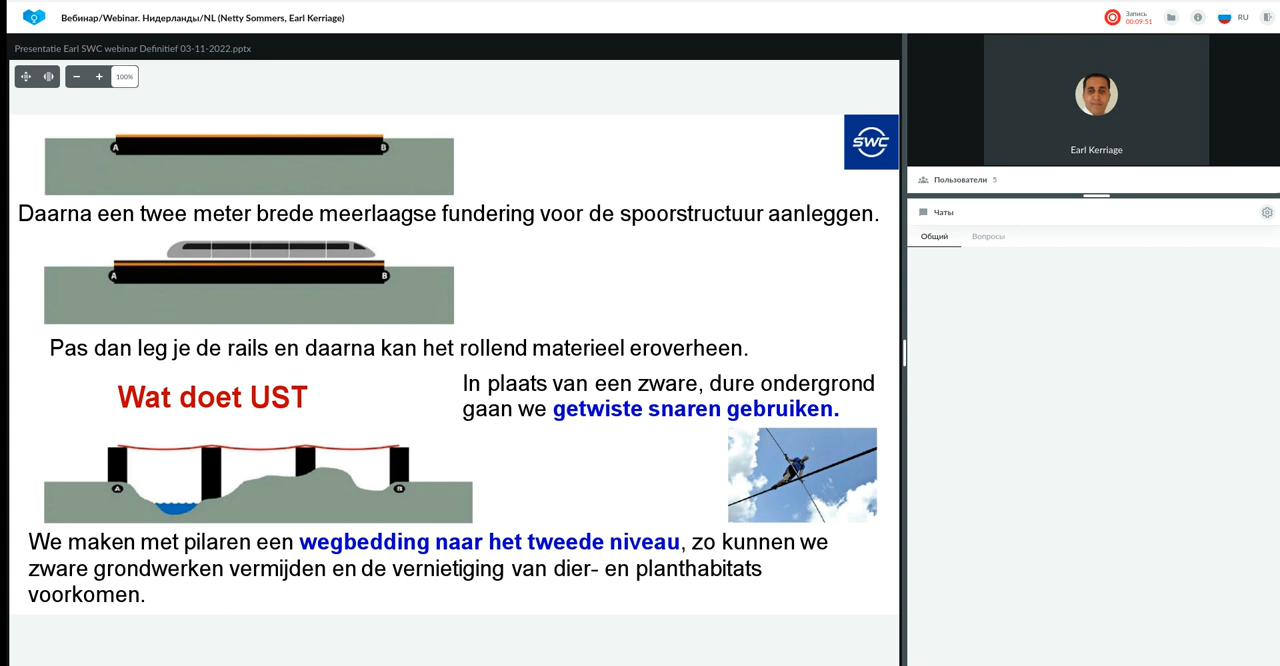 Вебинар/Webinar. Нидерланды/NL (Netty Sommers, Earl Kerriage)
Запись
00:09:51
RU
Presentatie Earl SWC webinar Definitief 03-11-2022.pptx
100%
A
B
SWC
Daarna een twee meter brede meerlaagse fundering voor de spoorstructuur aanleggen.
A
B
Pas dan leg je de rails en daarna kan het rollend materieel eroverheen.
Wat doet UST
In plaats van een zware, dure ondergrond
gaan we getwiste snaren gebruiken.
A
B
We maken met pilaren een wegbedding naar het tweede niveau, zo kunnen we
zware grondwerken vermijden en de vernietiging van dier- en planthabitats
voorkomen.
Earl Kerriage
Пользователи 5
Чаты
Общий
Вопросы